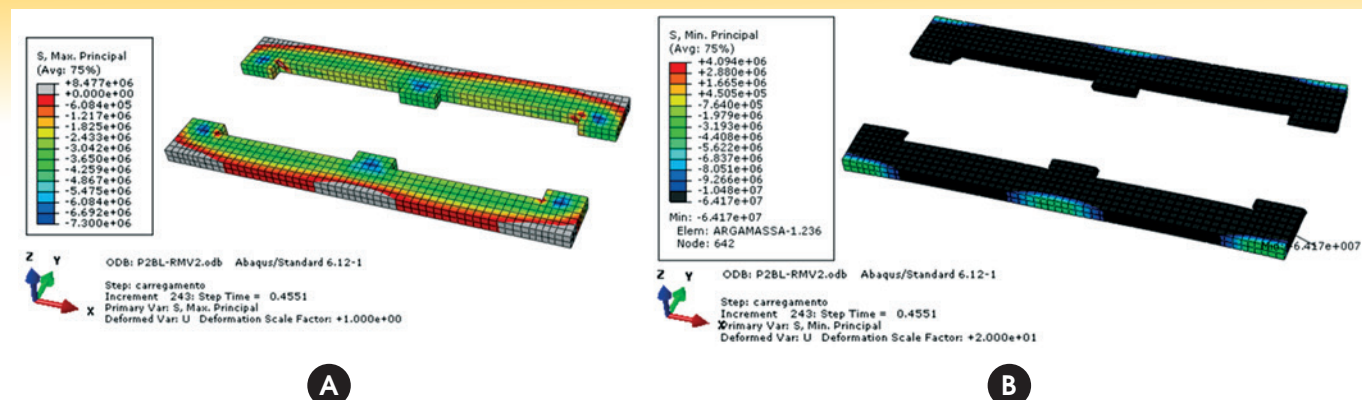 S, Max. Principal
(Avg: 75%)
+8.477e+06
+0.000e+00
-6.084e+05
-1.217e+06
-1.825e+06
-2.433e+06
-3.042e+06
-3.650e+06
-4.259e+06
-4.867e+06
-5.475e+06
-6.084e+06
-6.692e+06
-7.300e+06
Z Y X
ODB: P2BL-RMV2.odb Abaqus/Standard 6.12-1
Step: carregamento
Increment 243: Step Time = 0.4551
Primary Var: S, Max. Principal
Deformed Var: U Deformation Scale Factor: +1.000e+00
A
S, Min. Principal
(Avg: 75%)
+4.094e+06
+2.880e+06
+1.665e+06
+4.505e+05
-7.640e+05
-1.979e+06
-3.193e+06
-4.408e+06
-5.622e+06
-6.837e+06
-8.051e+06
-9.266e+06
-1.048e+07
-6.417e+07
Min: -6.417e+07
Elem: ARGAMASSA-1.236
Node: 642
-6.417e+007
Z Y X
ODB: P2BL-RMV2.odb Abaqus/Standard 6.12-1
Step: carregamento
Increment 243: Step Time = 0.4551
Primary Var: S, Min. Principal
Deformed Var: U Deformation Scale Factor: +2.000e+01
B